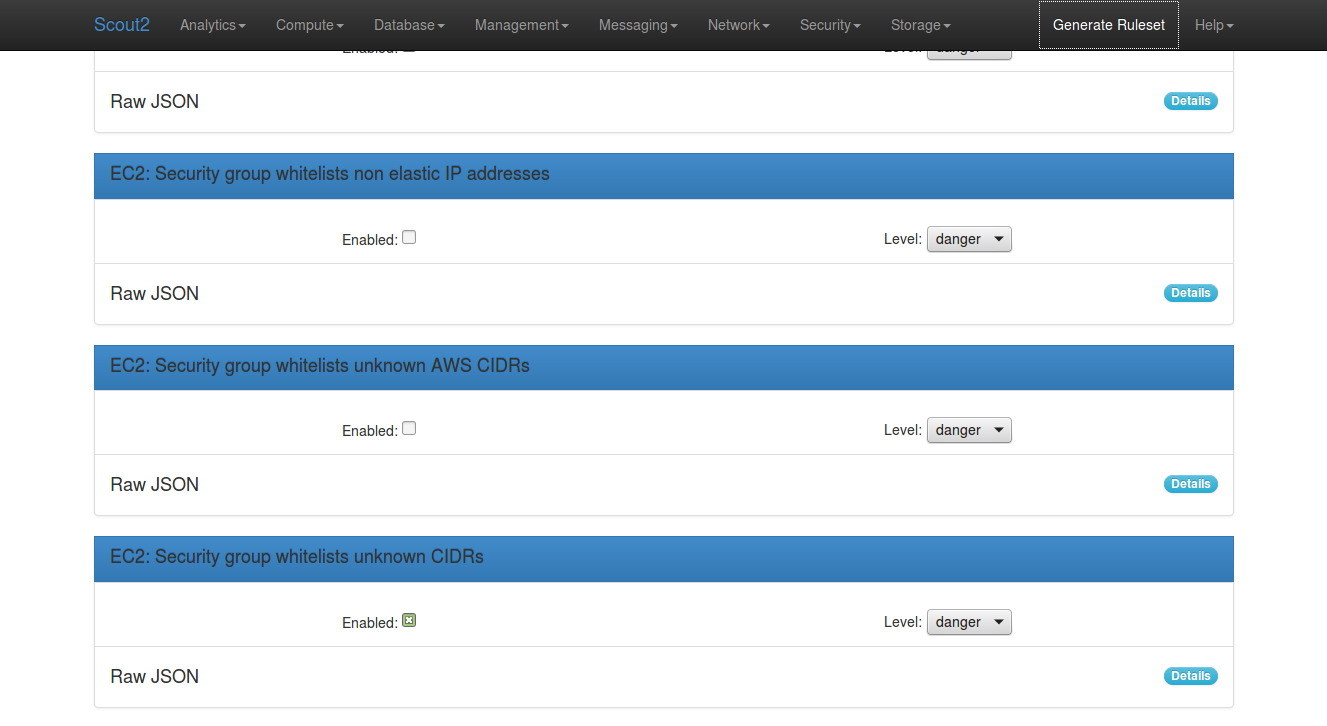 Scout2 Analytics Compute Database Management Messaging Network Security Storage Generate Ruleset Help
Enabled: Level: danger
Raw JSON Details
EC2: Security group whitelists non elastic IP addresses
Enabled: Level: danger
Raw JSON Details
EC2: Security group whitelists unknown AWS CIDRs
Enabled: Level: danger
Raw JSON Details
EC2: Security group whitelists unknown CIDRs
Enabled: Level: danger
Raw JSON Details